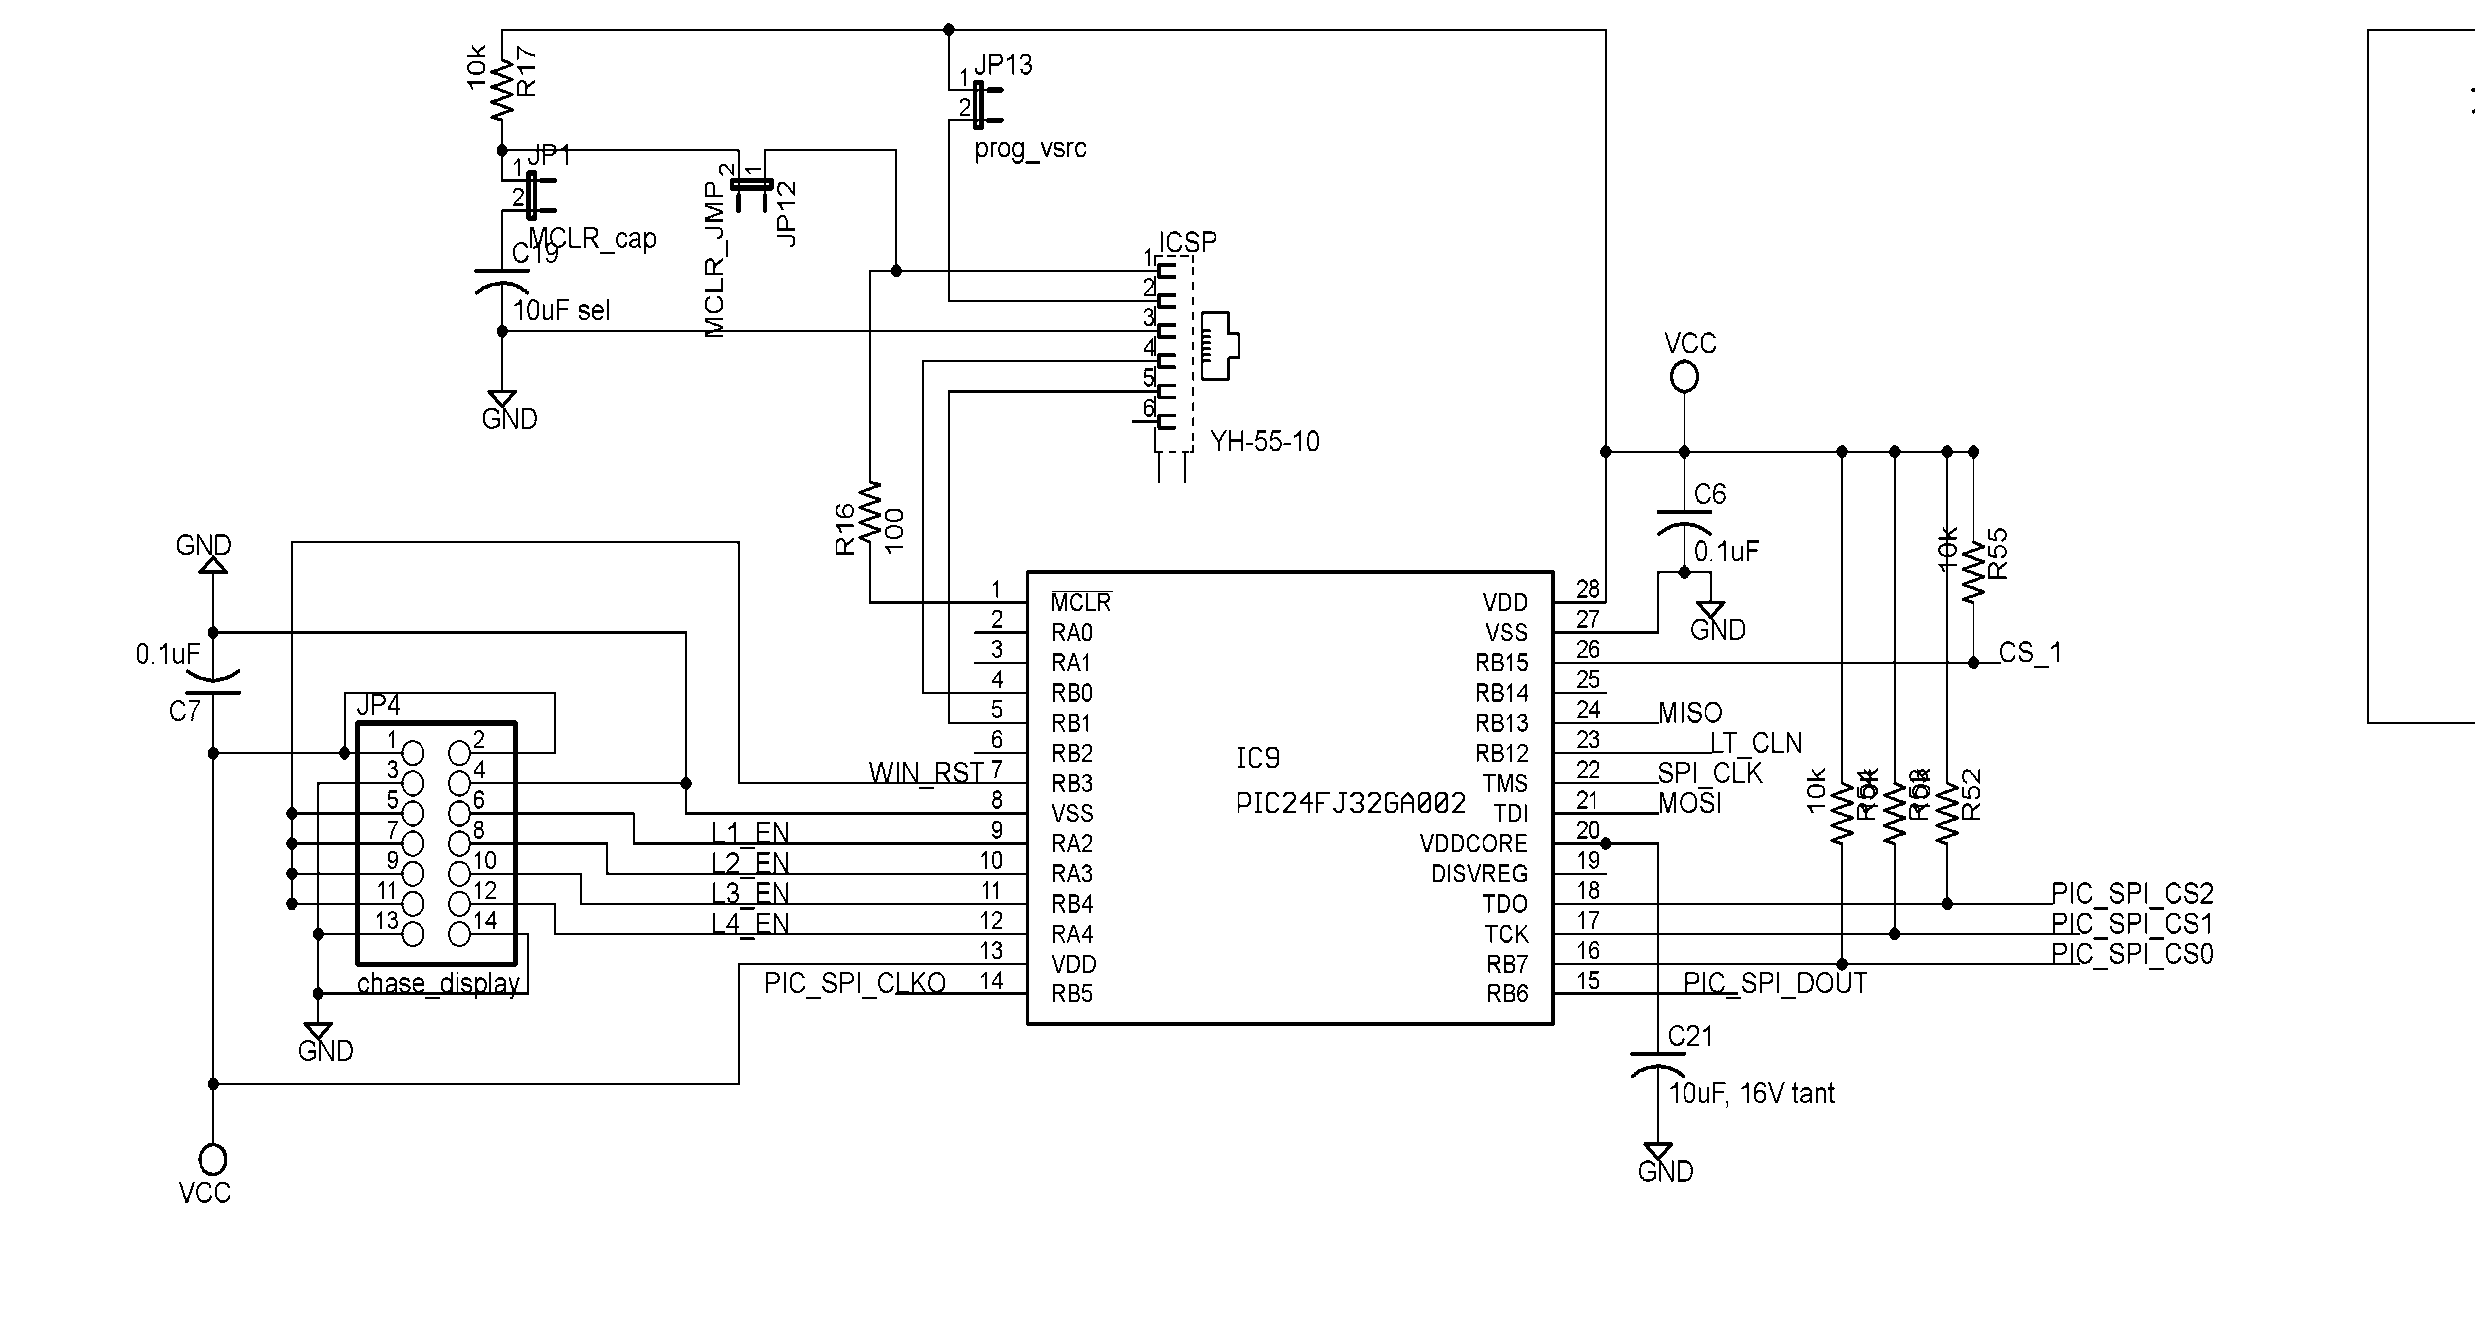 10k
R17
JP13
1
2
prog_vsrc
JP1
1
2
MCLR_cap
C19
10uF sel
GND
2
1
MCLR_JMP
JP12
ICSP
1
2
3
4
5
6
YH-55-10
VCC
C6
0.1uF
GND
10k
R55
R16
100
GND
0.1uF
C7
JP4
1 2
3 4
5 6
7 8
9 10
11 12
13 14
chase_display
GND
VCC
WIN_RST
L1_EN
L2_EN
L3_EN
L4_EN
PIC_SPI_CLKO
IC9
PIC24FJ32GA002
1 MCLR VDD 28
2 RA0 VSS 27
3 RA1 RB15 26
4 RB0 RB14 25
5 RB1 RB13 24
6 RB2 RB12 23
7 RB3 TMS 22
8 VSS TDI 21
9 RA2 VDDCORE 20
10 RA3 DISVREG 19
11 RB4 TDO 18
12 RA4 TCK 17
13 VDD RB7 16
14 RB5 RB6 15
CS_1
MISO
LT_CLN
SPI_CLK
MOSI
10k
R54
R52
PIC_SPI_CS2
PIC_SPI_CS1
PIC_SPI_CS0
PIC_SPI_DOUT
C21
10uF, 16V tant
GND